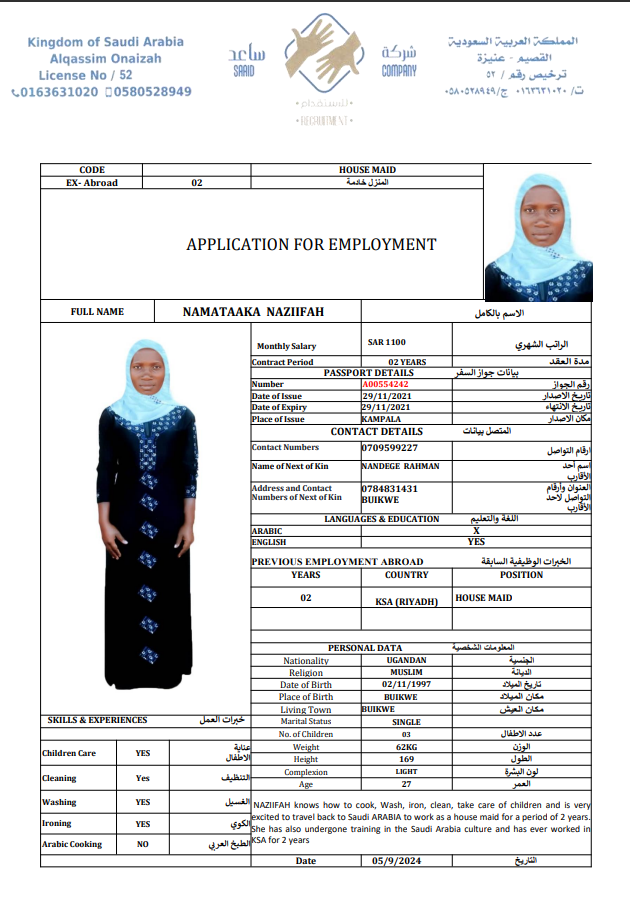 Kingdom of Saudi Arabia
Alqassim Onaizah
License No / 52
0163631020 0580528949
ساعد
SAAID
شركة
COMPANY
•للاستقدام•
•RECRUITMENT•
المملكة العربية السعودية
القصيم - عنيزة
ترخيص رقم / ٥٢
ت/ ٠١٦٣٦٣١٠٢٠ ج/ ٠٥٨٠٥٢٨٩٤٩
CODE HOUSE MAID
EX- Abroad 02 المنزل خادمة
APPLICATION FOR EMPLOYMENT
FULL NAME NAMATAAKA NAZIIFAH الاسم بالكامل
Monthly Salary SAR 1100 الراتب الشهري
Contract Period 02 YEARS مدة العقد
PASSPORT DETAILS بيانات جواز السفر
Number A00554242 رقم الجواز
Date of Issue 29/11/2021 تاريخ الاصدار
Date of Expiry 29/11/2021 تاريخ الانتهاء
Place of Issue KAMPALA مكان الاصدار
CONTACT DETAILS المتصل بيانات
Contact Numbers 0709599227 ارقام التواصل
Name of Next of Kin NANDEGE RAHMAN اسم أحد الأقارب
Address and Contact Numbers of Next of Kin 0784831431 BUIKWE العنوان وأرقام التواصل لاحد الأقارب
LANGUAGES & EDUCATION اللغة والتعليم
ARABIC X
ENGLISH YES
PREVIOUS EMPLOYMENT ABROAD الخبرات الوظيفية السابقة
YEARS COUNTRY POSITION
02 KSA (RIYADH) HOUSE MAID
PERSONAL DATA المعلومات الشخصية
Nationality UGANDAN الجنسية
Religion MUSLIM الديانة
Date of Birth 02/11/1997 تاريخ الميلاد
Place of Birth BUIKWE مكان الميلاد
Living Town BUIKWE مكان العيش
Marital Status SINGLE
No. of Children 03 عدد الاطفال
Weight 62KG الوزن
Height 169 الطول
Complexion LIGHT لون البشرة
Age 27 العمر
SKILLS & EXPERIENCES خبرات العمل
Children Care YES عناية الاطفال
Cleaning Yes التنظيف
Washing YES الغسيل
Ironing YES الكوي
Arabic Cooking NO الطبخ العربي
NAZIIFAH knows how to cook, Wash, iron, clean, take care of children and is very
excited to travel back to Saudi ARABIA to work as a house maid for a period of 2 years.
She has also undergone training in the Saudi Arabia culture and has ever worked in
KSA for 2 years
Date 05/9/2024 التاريخ